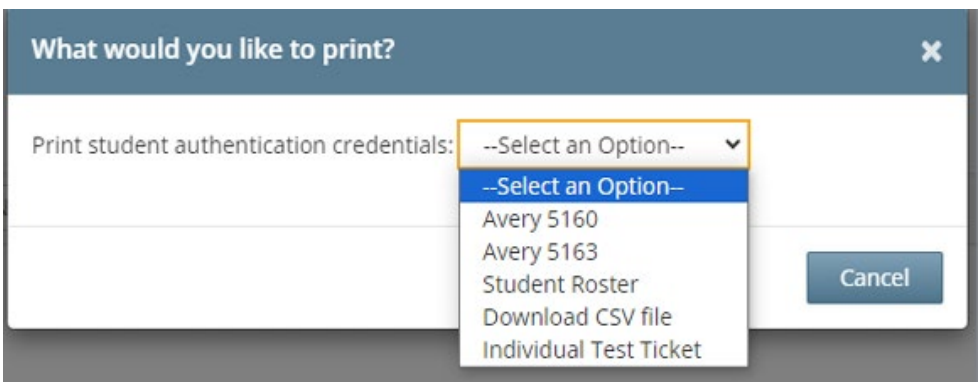 What would you like to print?
×
Print student authentication credentials: --Select an Option--
--Select an Option--
Avery 5160
Avery 5163
Student Roster
Cancel
Download CSV file
Individual Test Ticket